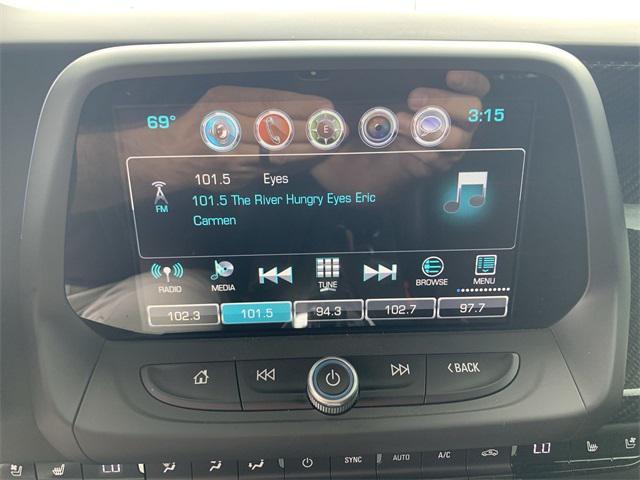 69° E 3:15
101.5 Eyes
101.5 The River Hungry Eyes Eric
Carmen
FM
RADIO MEDIA TUNE BROWSE MENU
102.3 101.5 94.3 102.7 97.7
<BACK
SYNC AUTO A/C